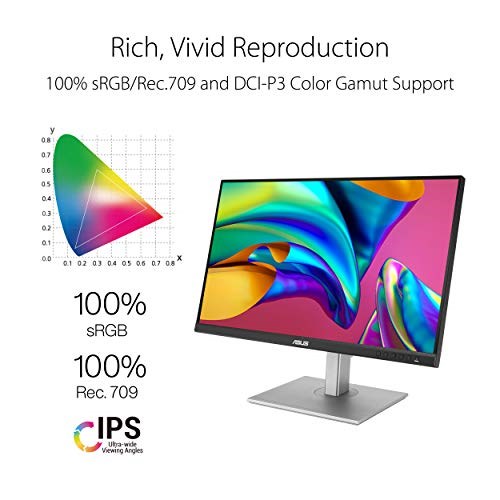 Rich, Vivid Reproduction
100% sRGB/Rec.709 and DCI-P3 Color Gamut Support
y
0.8
0.7
0.6
0.5
0.4
0.3
0.2
0.1
0.0
0.1 0.2 0.3 0.4 0.5 0.6 0.7 0.8
x
100%
sRGB
100%
Rec. 709
IPS
Ultra-wide
Viewing Angles
ASUS